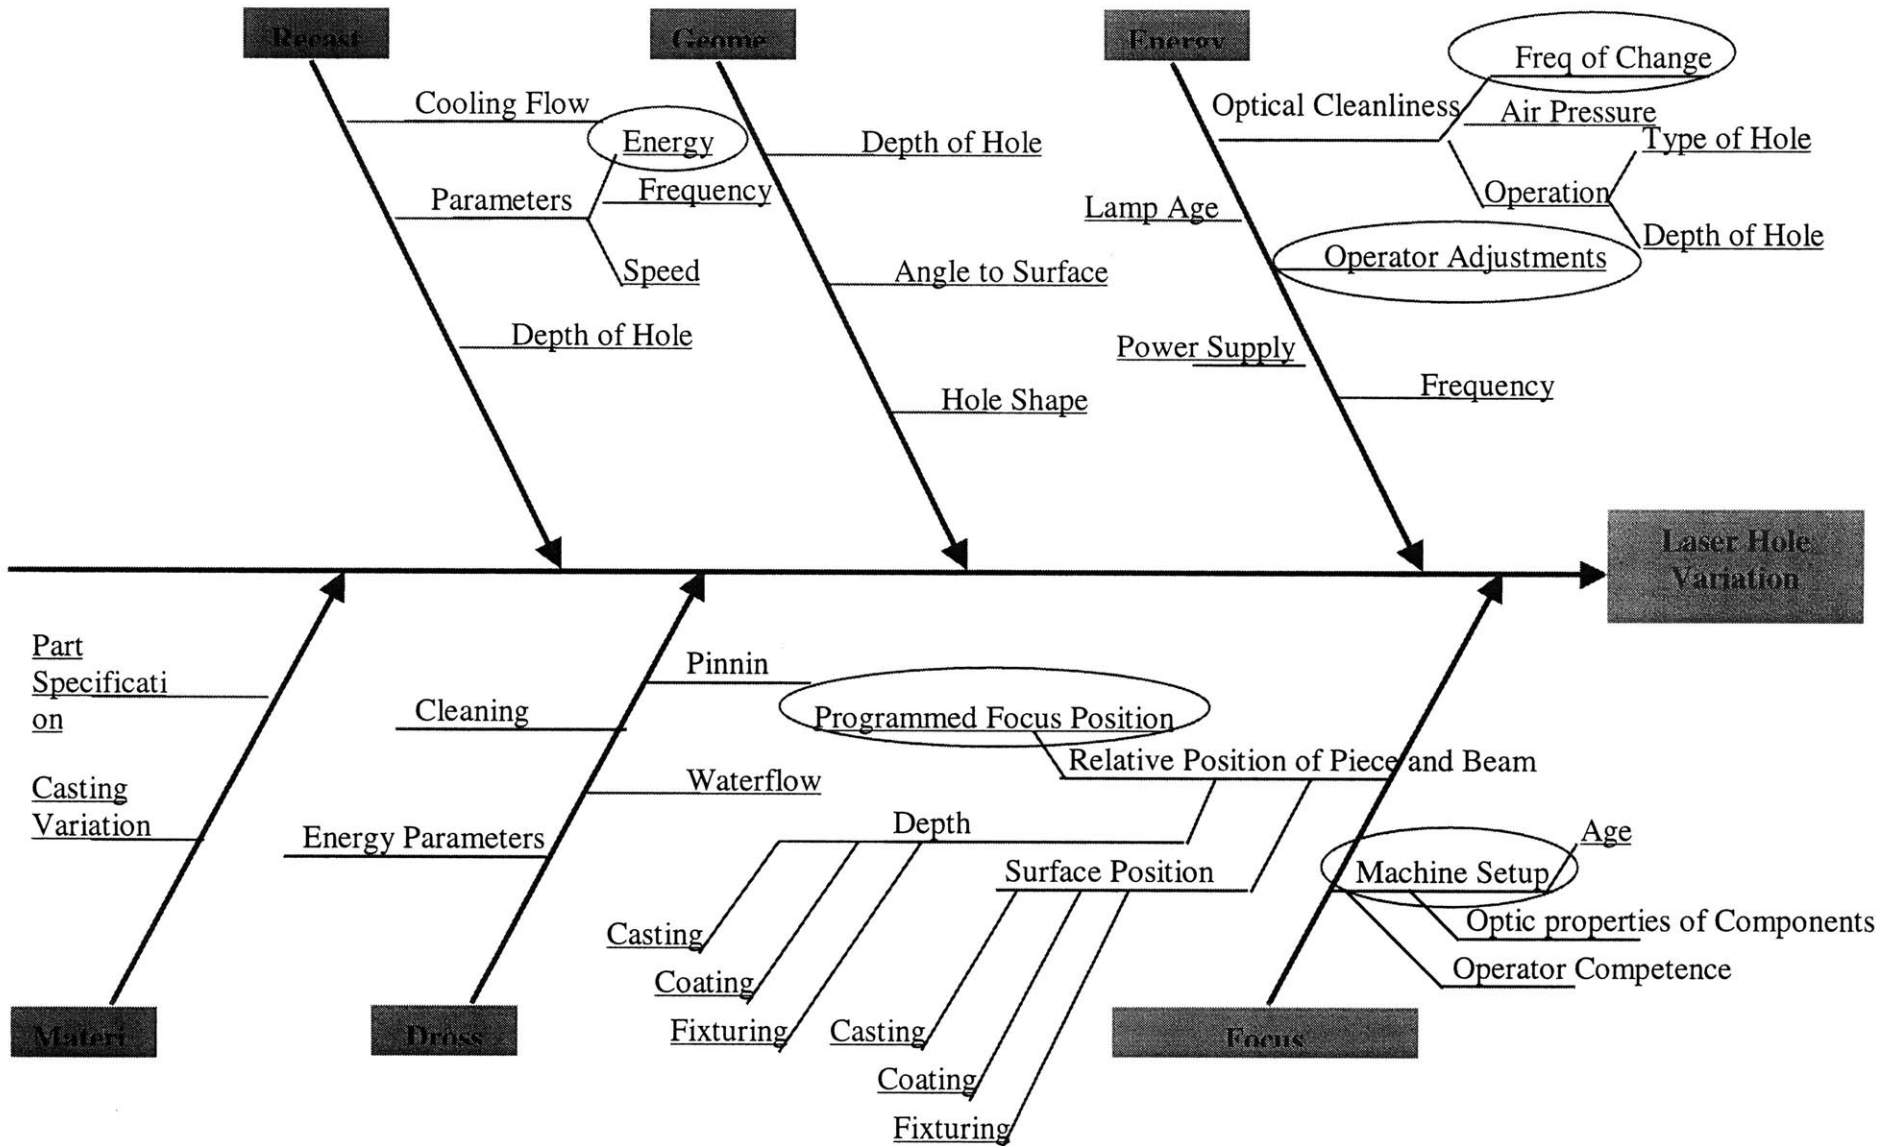 Recast
Geome
Energy
Freq of Change
Optical Cleanliness
Air Pressure
Type of Hole
Operation
Depth of Hole
Lamp Age
Operator Adjustments
Power Supply
Frequency
Cooling Flow
Energy
Parameters
Frequency
Speed
Depth of Hole
Depth of Hole
Angle to Surface
Hole Shape
Laser Hole
Variation
Part
Specificati
on
Casting
Variation
Pinnin
Cleaning
Waterflow
Energy Parameters
Programmed Focus Position
Relative Position of Piece and Beam
Depth
Surface Position
Casting
Coating
Fixturing
Casting
Coating
Fixturing
Age
Machine Setup
Optic properties of Components
Operator Competence
Materi
Dross
Focus